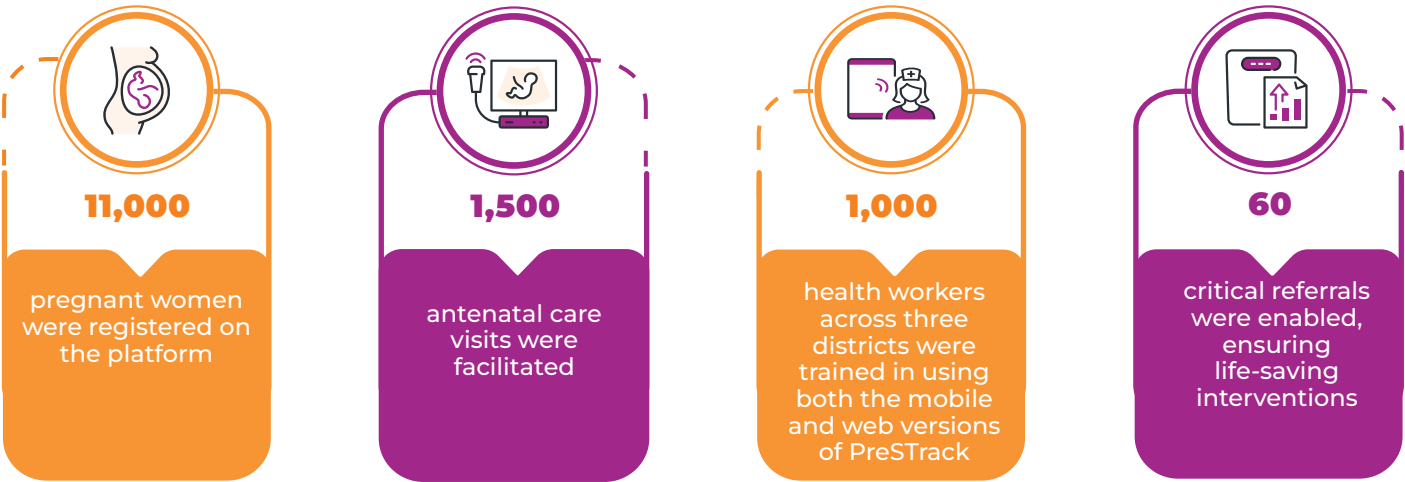 11,000
pregnant women
were registered on
the platform
1,500
antenatal care
visits were
facilitated
1,000
health workers
across three
districts were
trained in using
both the mobile
and web versions
of PreSTrack
60
critical referrals
were enabled,
ensuring
life-saving
interventions